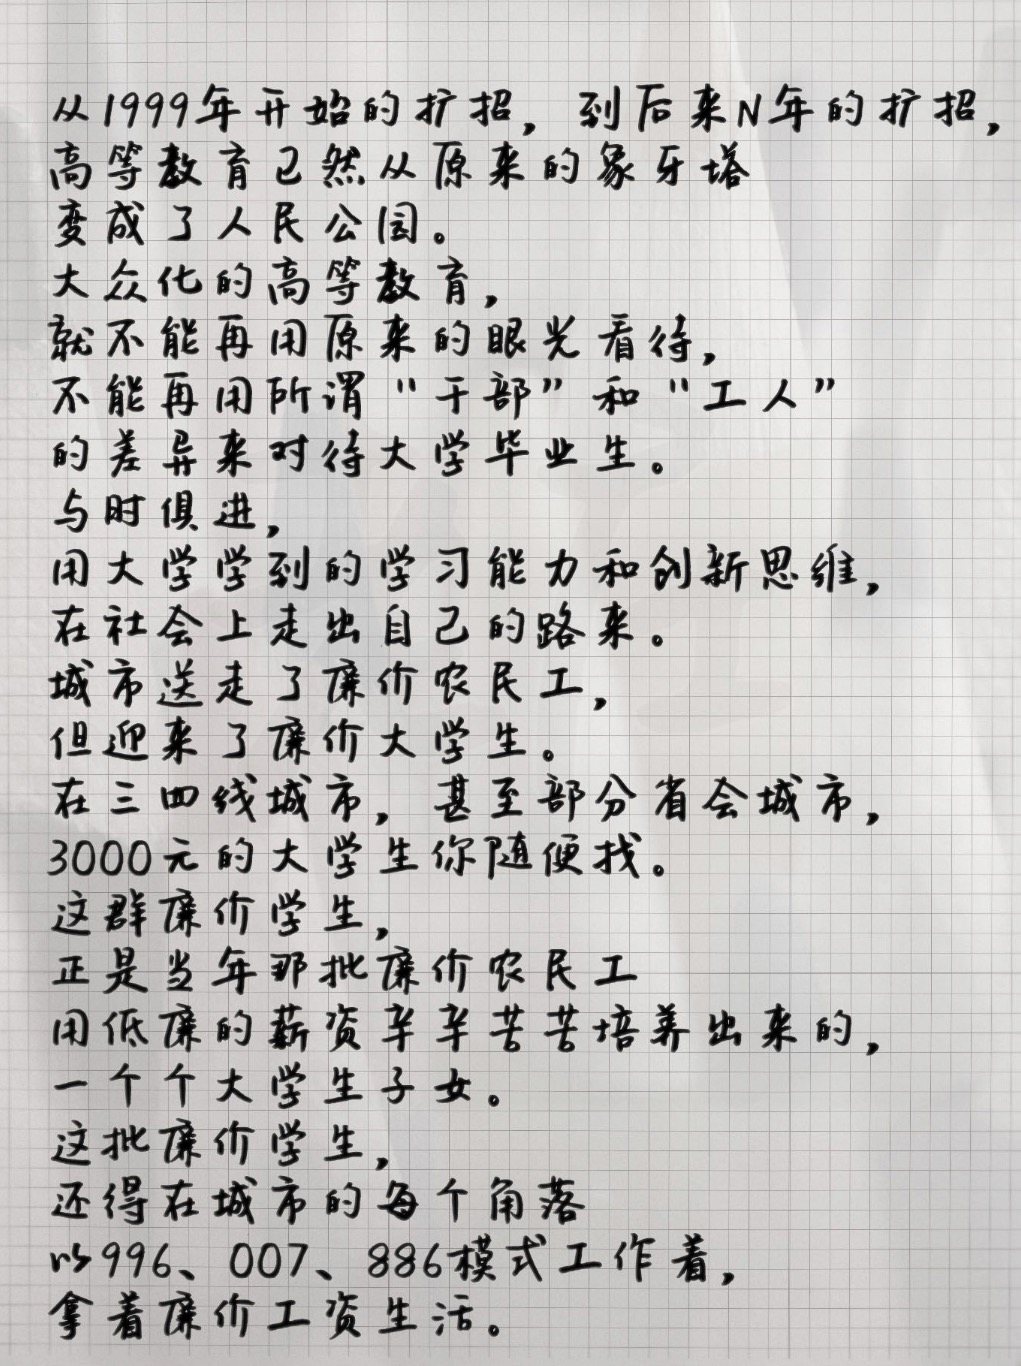 从1999年开始的扩招，到后来N年的扩招，
高等教育已然从原来的象牙塔
变成了人民公园。
大众化的高等教育，
就不能再用原来的眼光看待，
不能再用所谓“干部”和“工人”
的差异来对待大学毕业生。
与时俱进，
用大学学到的学习能力和创新思维，
在社会上走出自己的路来。
城市送走了廉价农民工，
但迎来了廉价大学生。
在三四线城市，甚至部分省会城市，
3000元的大学生你随便找。
这群廉价学生，
正是当年那批廉价农民工
用低廉的薪资辛辛苦苦培养出来的，
一个个大学生子女。
这批廉价学生，
还得在城市的每个角落
以996、007、886模式工作着，
拿着廉价工资生活。